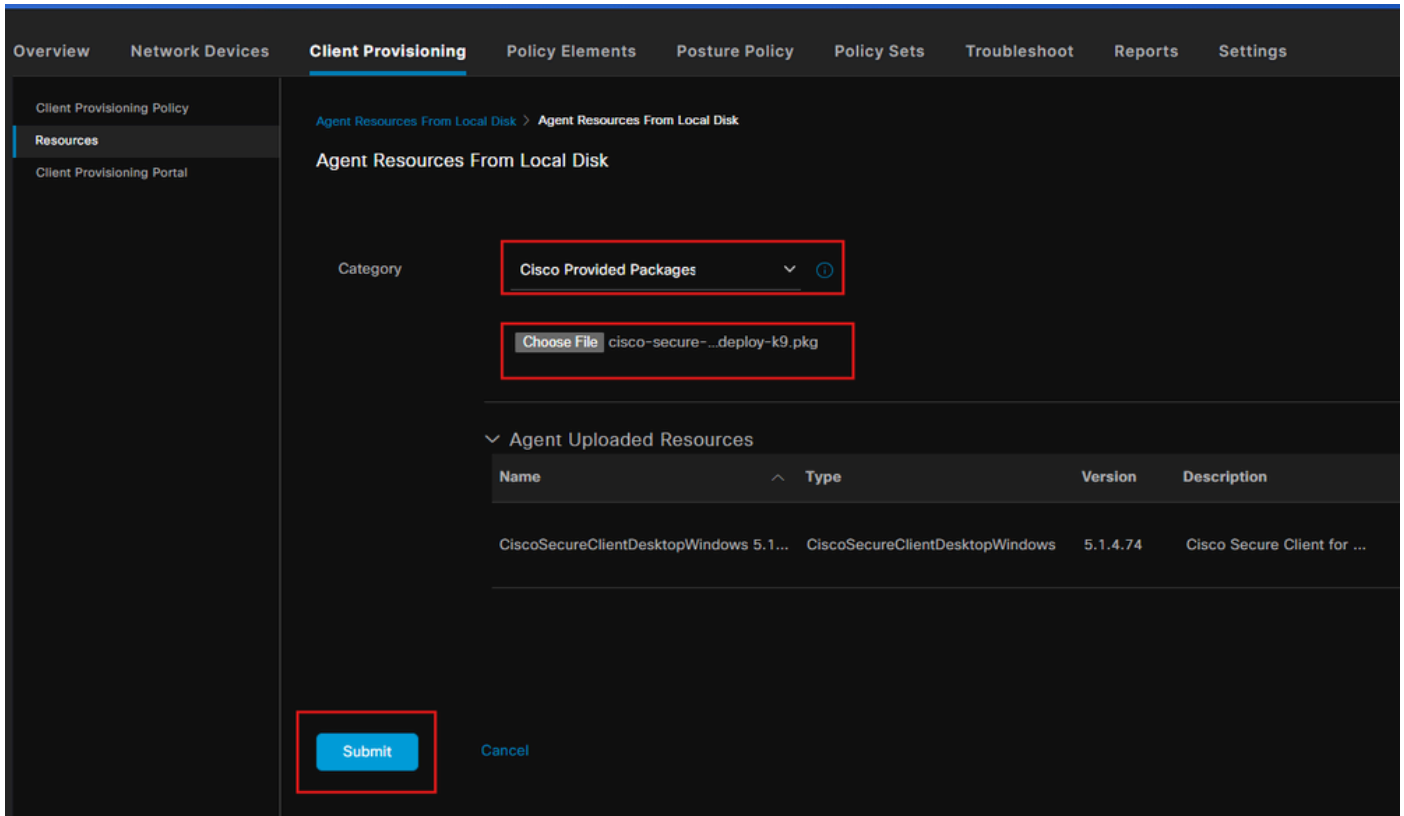 Overview Network Devices Client Provisioning Policy Elements Posture Policy Policy Sets Troubleshoot Reports Settings
Client Provisioning Policy
Resources
Client Provisioning Portal
Agent Resources From Local Disk > Agent Resources From Local Disk
Agent Resources From Local Disk
Category Cisco Provided Packages
Choose File cisco-secure-...deploy-k9.pkg
Agent Uploaded Resources
Name Type Version Description
CiscoSecureClientDesktopWindows 5.1... CiscoSecureClientDesktopWindows 5.1.4.74 Cisco Secure Client for ...
Submit Cancel